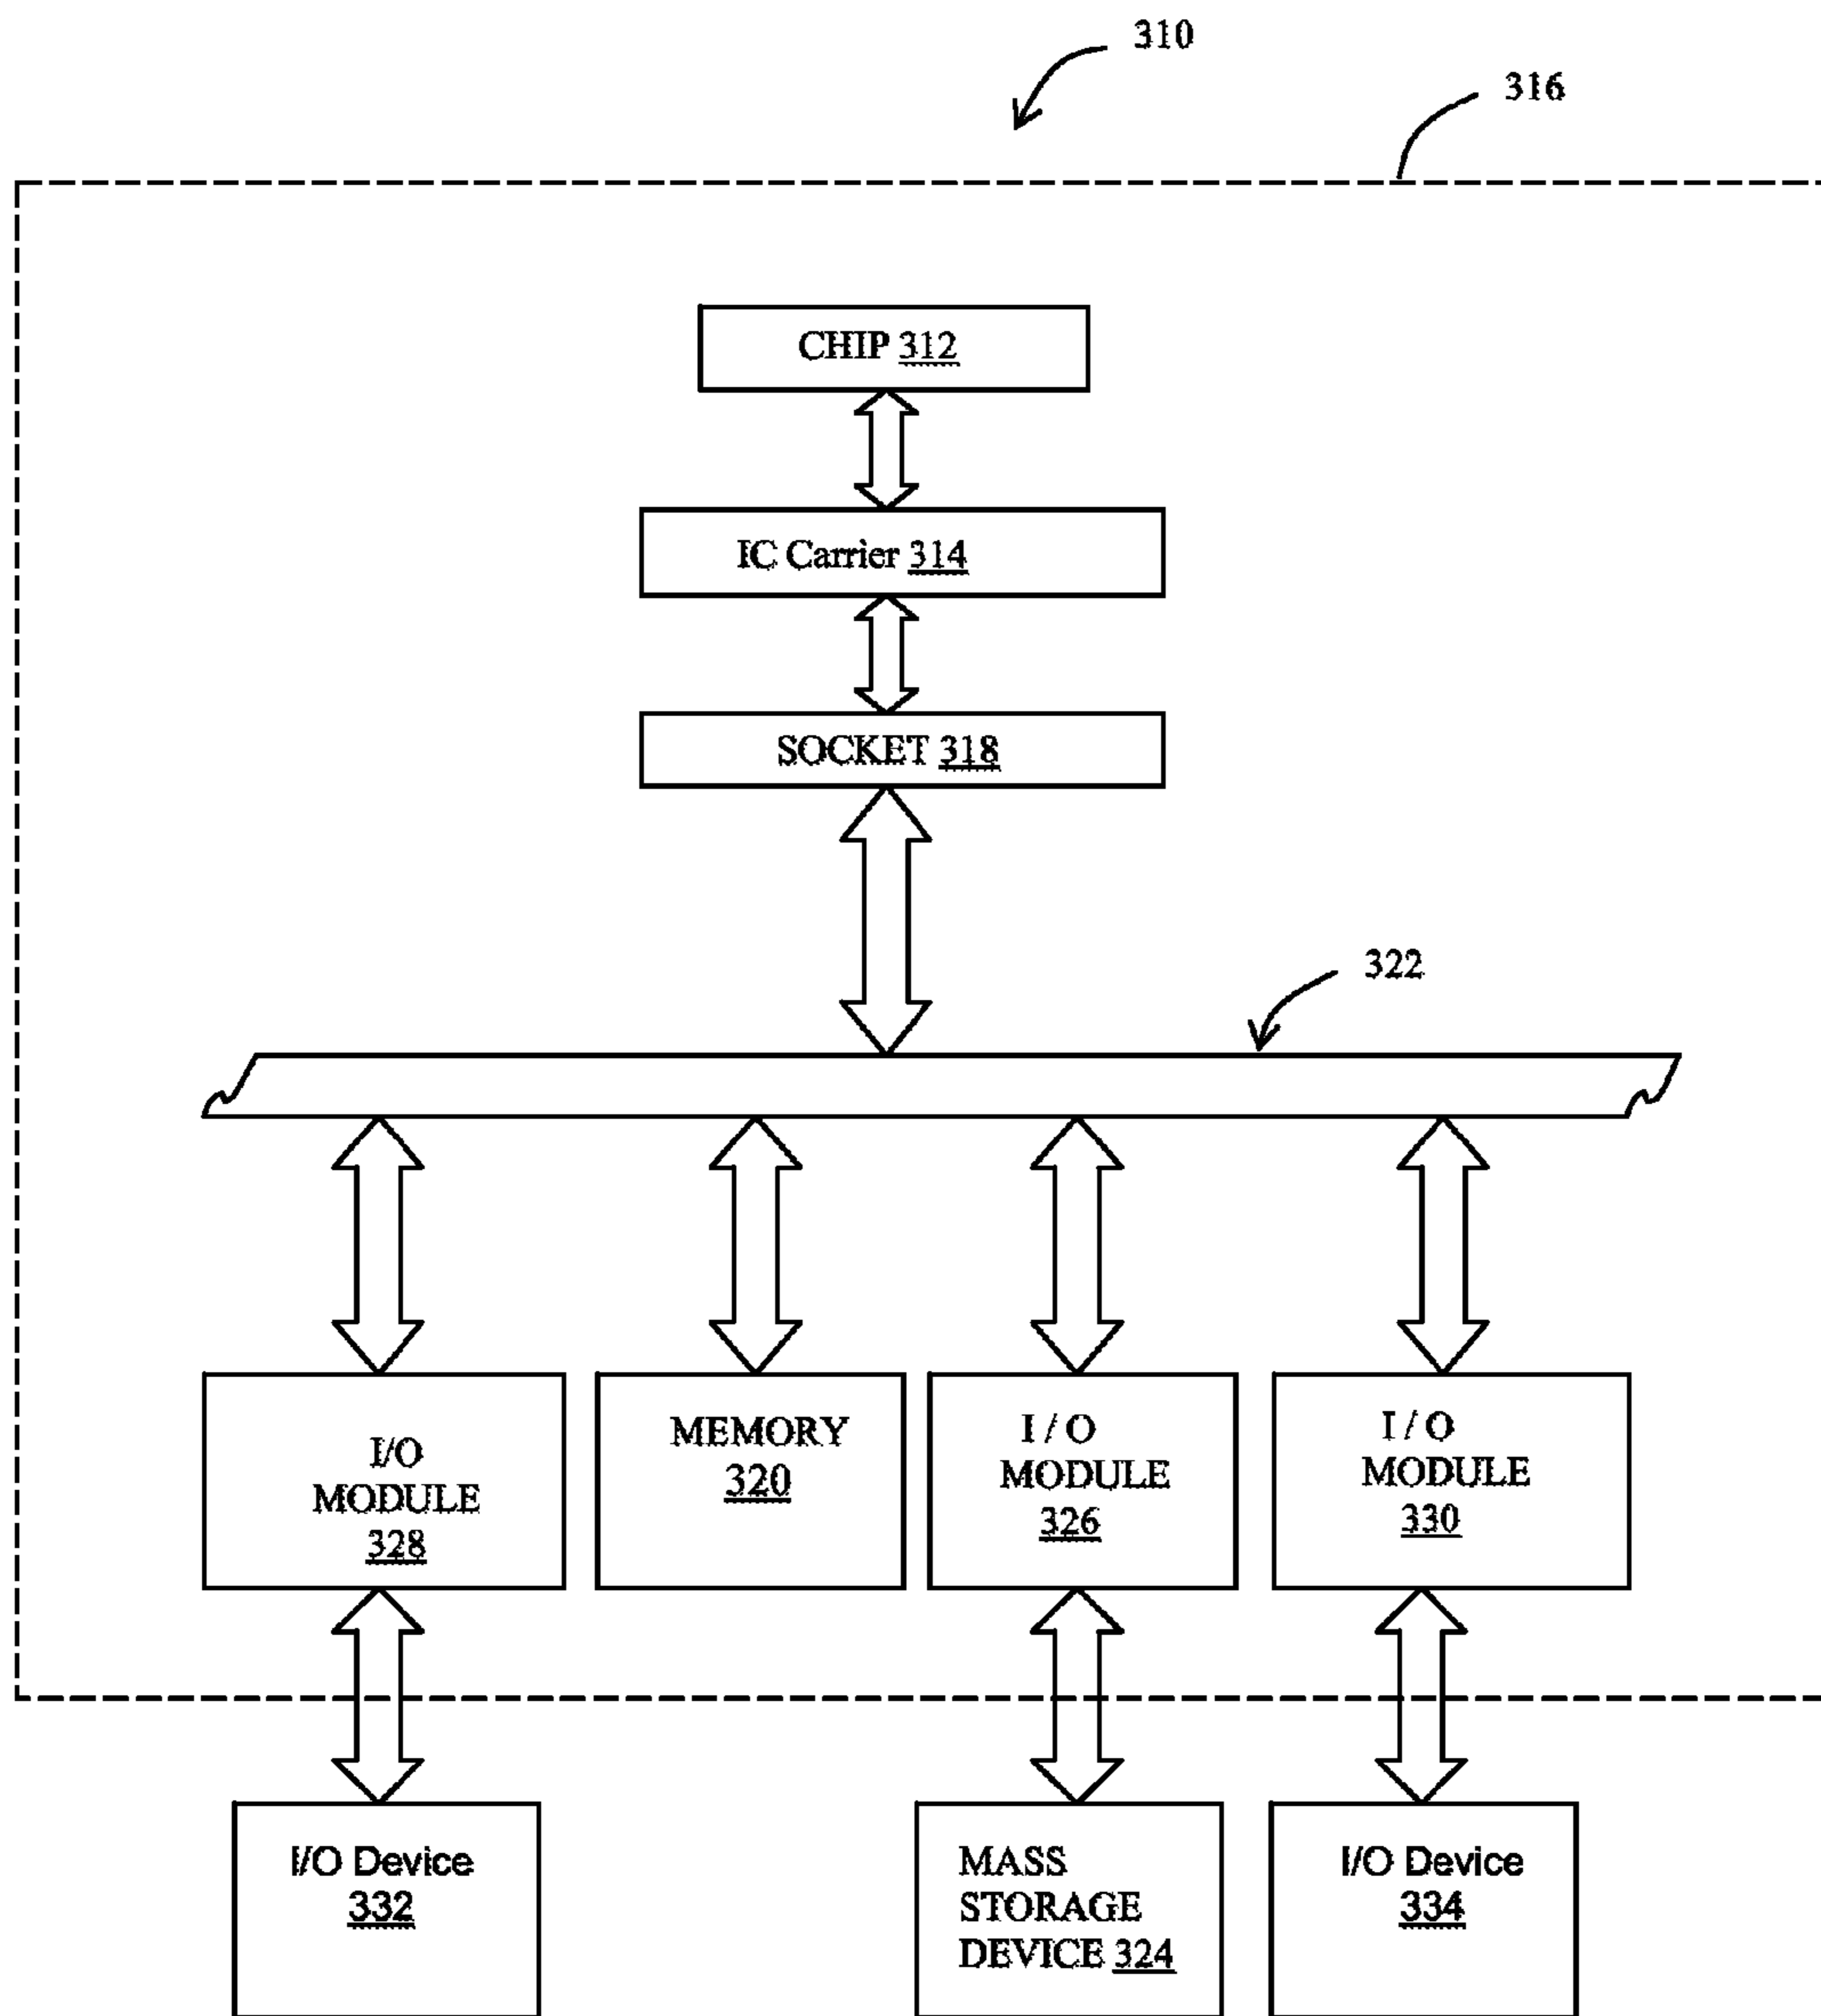 310
316
CHIP 312
IC Carrier 314
SOCKET 318
322
I/O
MODULE
328
MEMORY
320
I / O
MODULE
326
I / O
MODULE
330
I/O Device
332
MASS
STORAGE
DEVICE 324
I/O Device
334